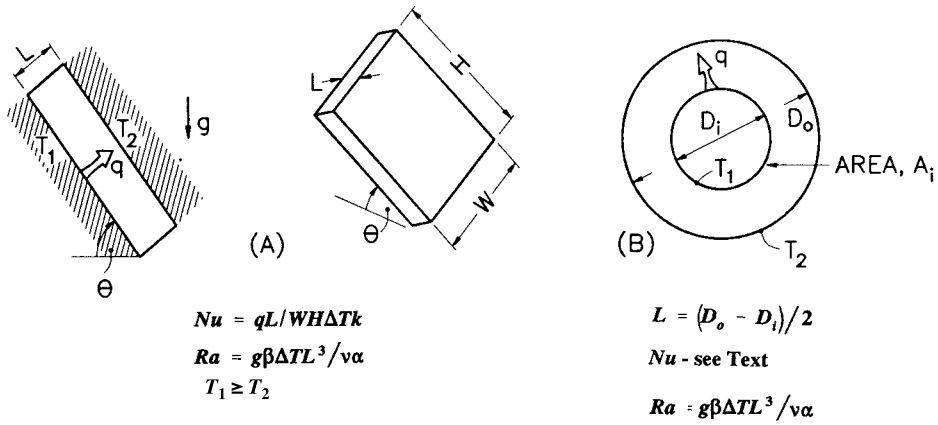 L
T₁
T₂
q
g
θ
(A)
L
H
W
θ
q
Dᵢ
Dₒ
T₁
AREA, Aᵢ
T₂
(B)
Nu = qL/WHΔTk
Ra = gβΔTL³/να
T₁ ≥ T₂
L = (Dₒ − Dᵢ)/2
Nu - see Text
Ra = gβΔTL³/να